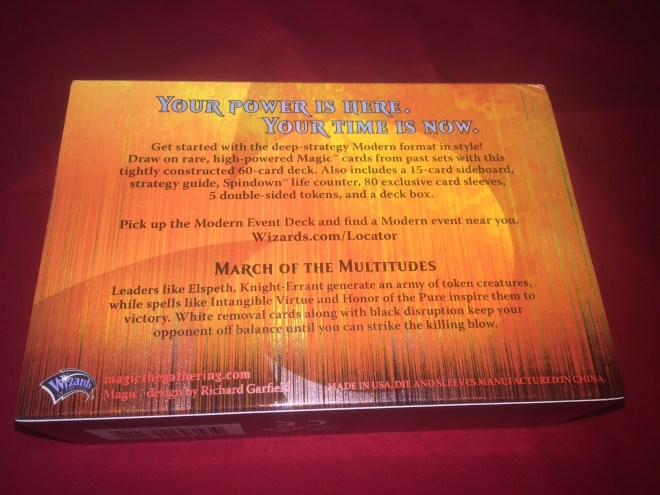 YOUR POWER IS HERE.
YOUR TIME IS NOW.
Get started with the deep-strategy Modern format in style!
Draw on rare, high-powered Magic™ cards from past sets with this
tightly constructed 60-card deck. Also includes a 15-card sideboard,
strategy guide, Spindown™ life counter, 80 exclusive card sleeves,
5 double-sided tokens, and a deck box.
Pick up the Modern Event Deck and find a Modern event near you.
Wizards.com/Locator
MARCH OF THE MULTITUDES
Leaders like Elspeth, Knight-Errant generate an army of token creatures,
while spells like Intangible Virtue and Honor of the Pure inspire them to
victory. White removal cards along with black disruption keep your
opponent off balance until you can strike the killing blow.
Wizards
magicthegathering.com
Magic™ design by Richard Garfield
MADE IN USA, DIE AND SLEEVES MANUFACTURED IN CHINA.
CE